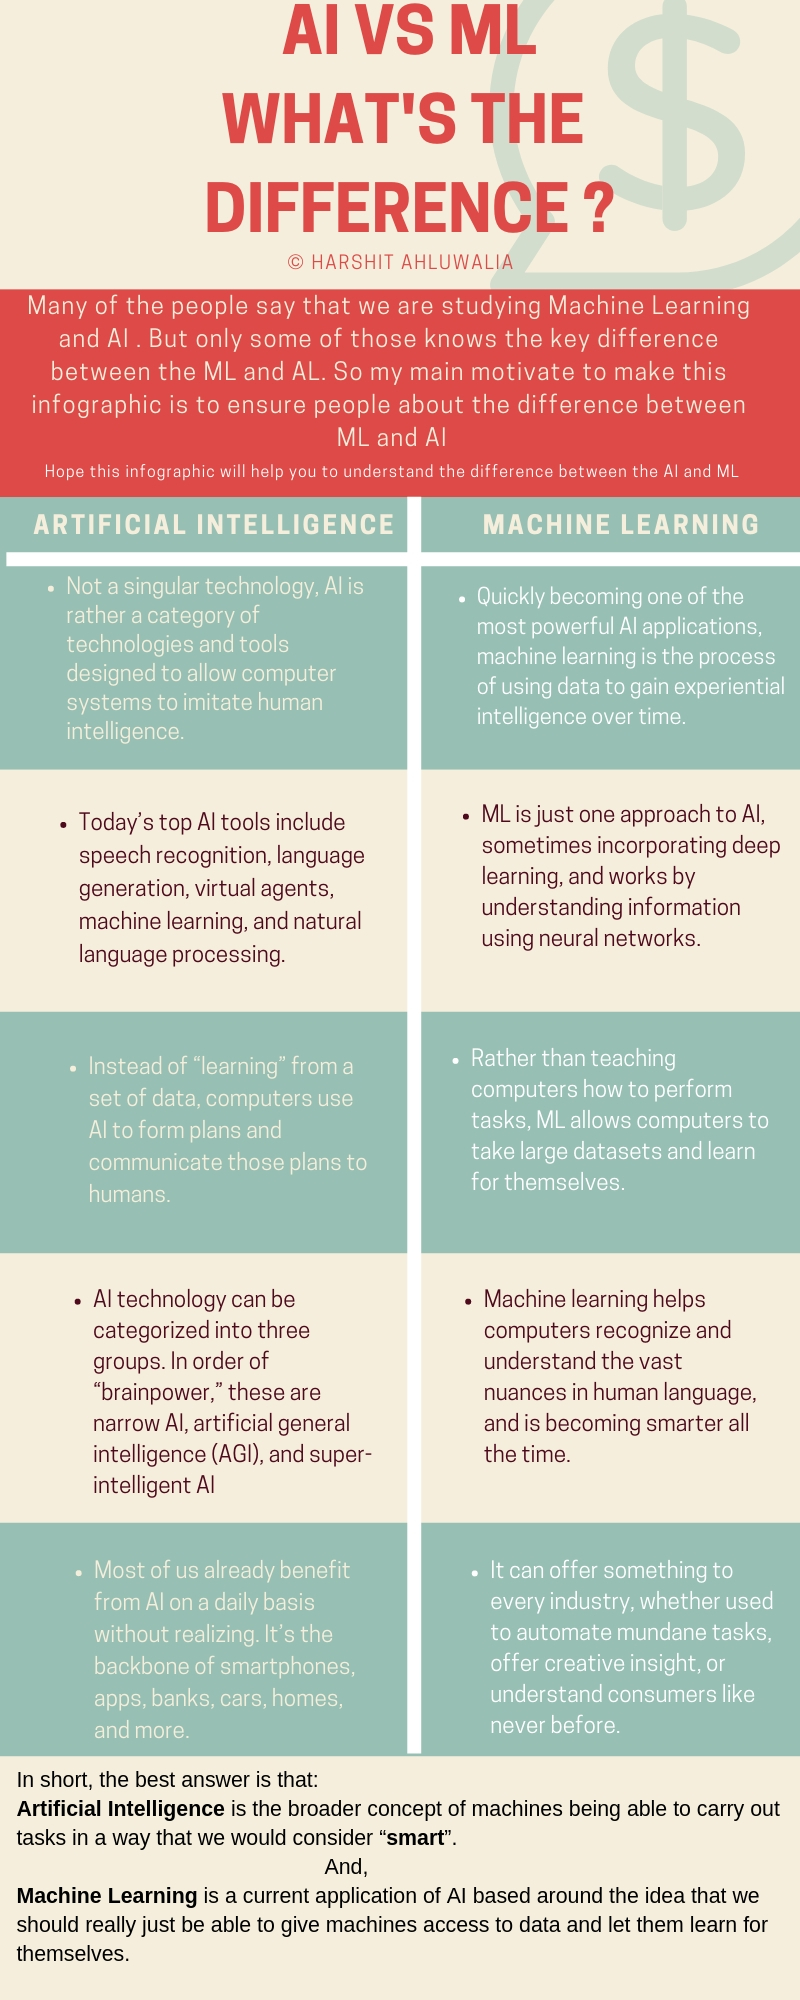 AI VS ML
WHAT'S THE
DIFFERENCE ?
© HARSHIT AHLUWALIA
Many of the people say that we are studying Machine Learning
and AI . But only some of those knows the key difference
between the ML and AL. So my main motivate to make this
infographic is to ensure people about the difference between
ML and AI
Hope this infographic will help you to understand the difference between the AI and ML
ARTIFICIAL INTELLIGENCE
• Not a singular technology, AI is
rather a category of
technologies and tools
designed to allow computer
systems to imitate human
intelligence.
• Today’s top AI tools include
speech recognition, language
generation, virtual agents,
machine learning, and natural
language processing.
• Instead of “learning” from a
set of data, computers use
AI to form plans and
communicate those plans to
humans.
• AI technology can be
categorized into three
groups. In order of
“brainpower,” these are
narrow AI, artificial general
intelligence (AGI), and super-
intelligent AI
• Most of us already benefit
from AI on a daily basis
without realizing. It’s the
backbone of smartphones,
apps, banks, cars, homes,
and more.
MACHINE LEARNING
• Quickly becoming one of the
most powerful AI applications,
machine learning is the process
of using data to gain experiential
intelligence over time.
• ML is just one approach to AI,
sometimes incorporating deep
learning, and works by
understanding information
using neural networks.
• Rather than teaching
computers how to perform
tasks, ML allows computers to
take large datasets and learn
for themselves.
• Machine learning helps
computers recognize and
understand the vast
nuances in human language,
and is becoming smarter all
the time.
• It can offer something to
every industry, whether used
to automate mundane tasks,
offer creative insight, or
understand consumers like
never before.
In short, the best answer is that:
Artificial Intelligence is the broader concept of machines being able to carry out
tasks in a way that we would consider “smart”.
And,
Machine Learning is a current application of AI based around the idea that we
should really just be able to give machines access to data and let them learn for
themselves.